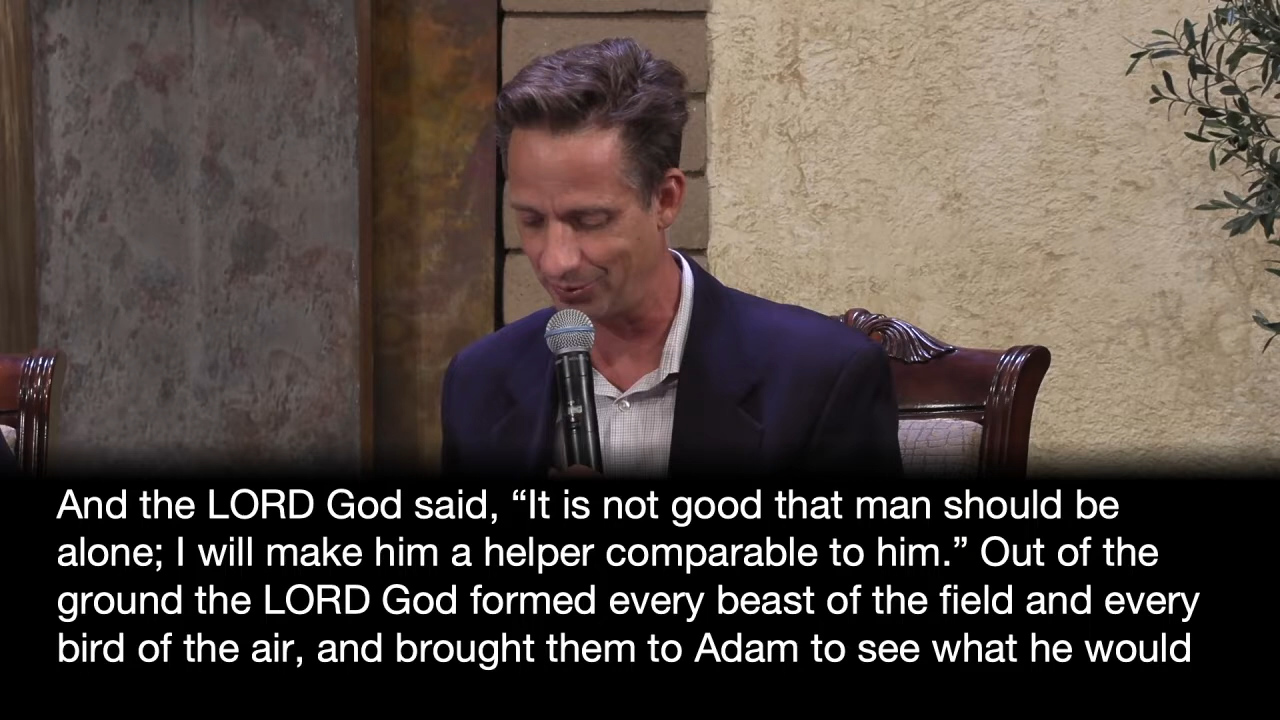 And the LORD God said, “It is not good that man should be
alone; I will make him a helper comparable to him.” Out of the
ground the LORD God formed every beast of the field and every
bird of the air, and brought them to Adam to see what he would